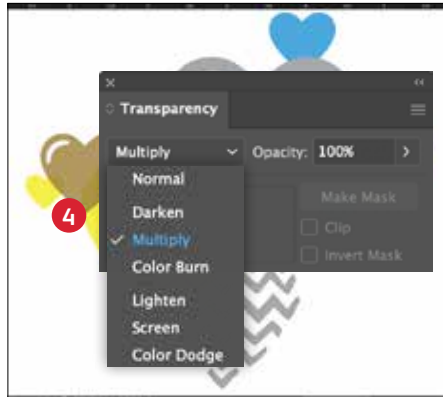 Transparency
Multiply Opacity: 100%
Normal
Make Mask
Darken
4
Clip
Multiply
Invert Mask
Color Burn
Lighten
Screen
Color Dodge